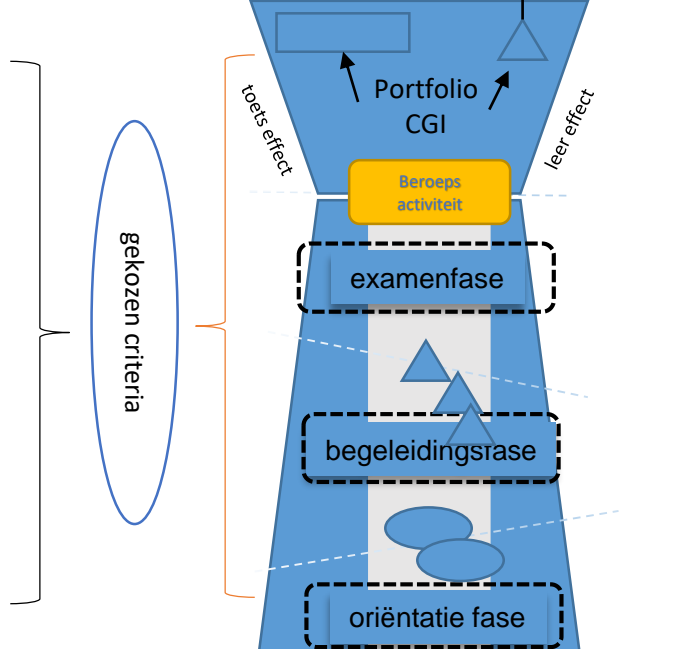 Portfolio
CGI
toets effect
leer effect
Beroeps
activiteit
gekozen criteria
examenfase
begeleidingsfase
oriëntatie fase